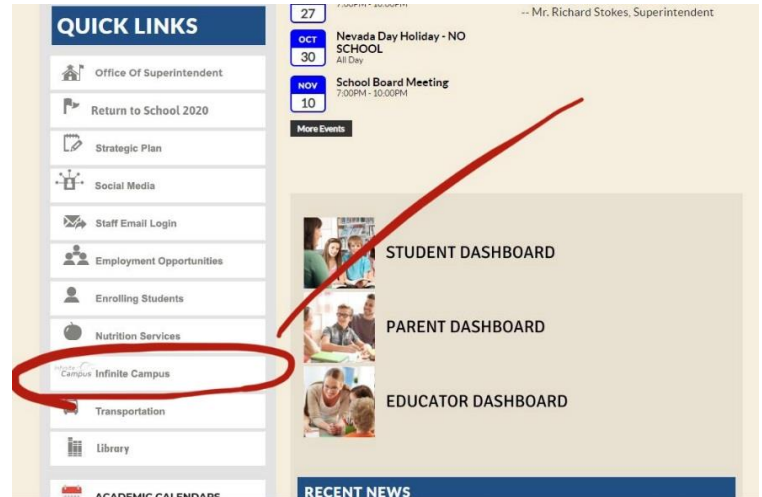 QUICK LINKS
Office Of Superintendent
Return to School 2020
Strategic Plan
Social Media
Staff Email Login
Employment Opportunities
Enrolling Students
Nutrition Services
Infinite Campus Infinite Campus
Transportation
Library
ACADEMIC CALENDARS
27
7:00PM - 10:00PM
-- Mr. Richard Stokes, Superintendent
OCT
30
Nevada Day Holiday - NO
SCHOOL
All Day
NOV
10
School Board Meeting
7:00PM - 10:00PM
More Events
STUDENT DASHBOARD
PARENT DASHBOARD
EDUCATOR DASHBOARD
RECENT NEWS